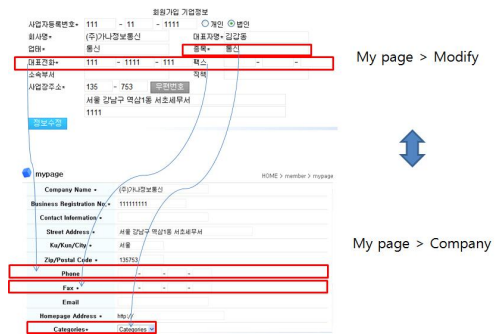 회원가입 기업정보
사업자등록번호* 111 - 11 - 1111 개인 법인
회사명* (주)가나정보통신 대표자명* 김갑동
업태* 통신 종목* 통신
대표전화* 111 - 1111 - 111 팩스 - -
소속부서 직책
사업장주소* 135 - 753 우편번호
서울 강남구 역삼1동 서초세무서
1111
정보수정
My page > Modify
mypage HOME > member > mypage
Company Name * (주)가나정보통신
Business Registration No.* 111111111
Contact Information *
Street Address * 서울 강남구 역삼1동 서초세무서
Ku/Kun/City * 서울
Zip/Postal Code * 135753
My page > Company
Phone - -
Fax * - -
Email
Homepage Address * http://
Categories* Categories